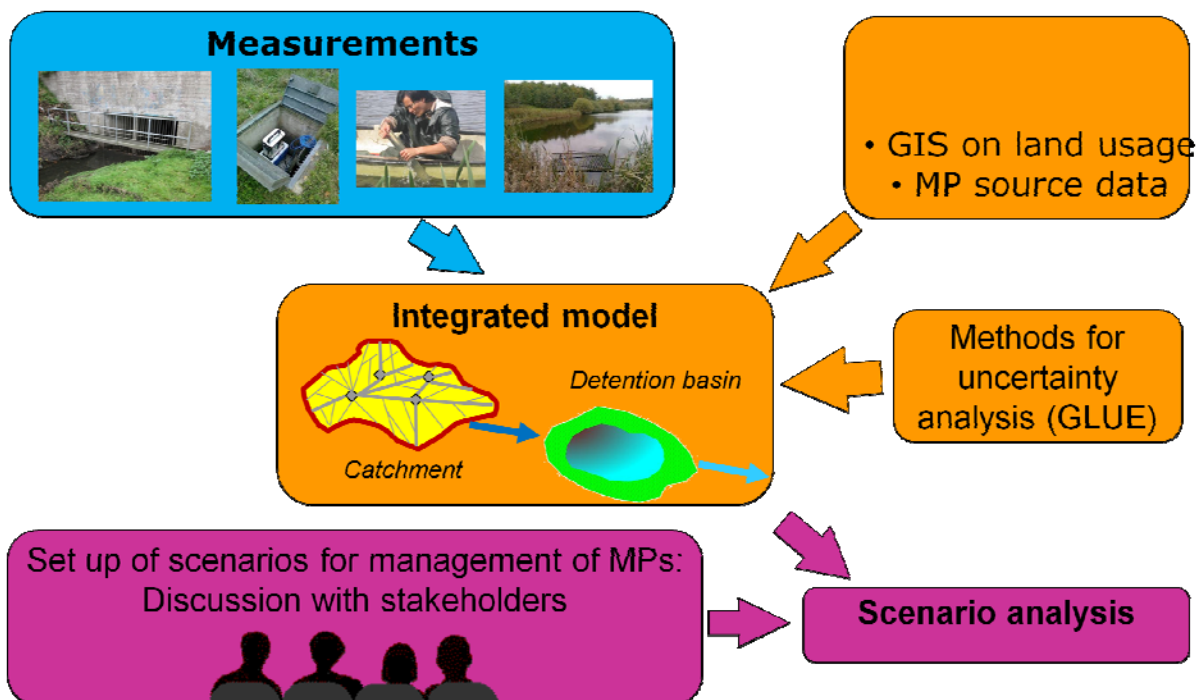 Measurements
• GIS on land usage
• MP source data
Integrated model
Detention basin
Catchment
Methods for
uncertainty
analysis (GLUE)
Set up of scenarios for management of MPs:
Discussion with stakeholders
Scenario analysis